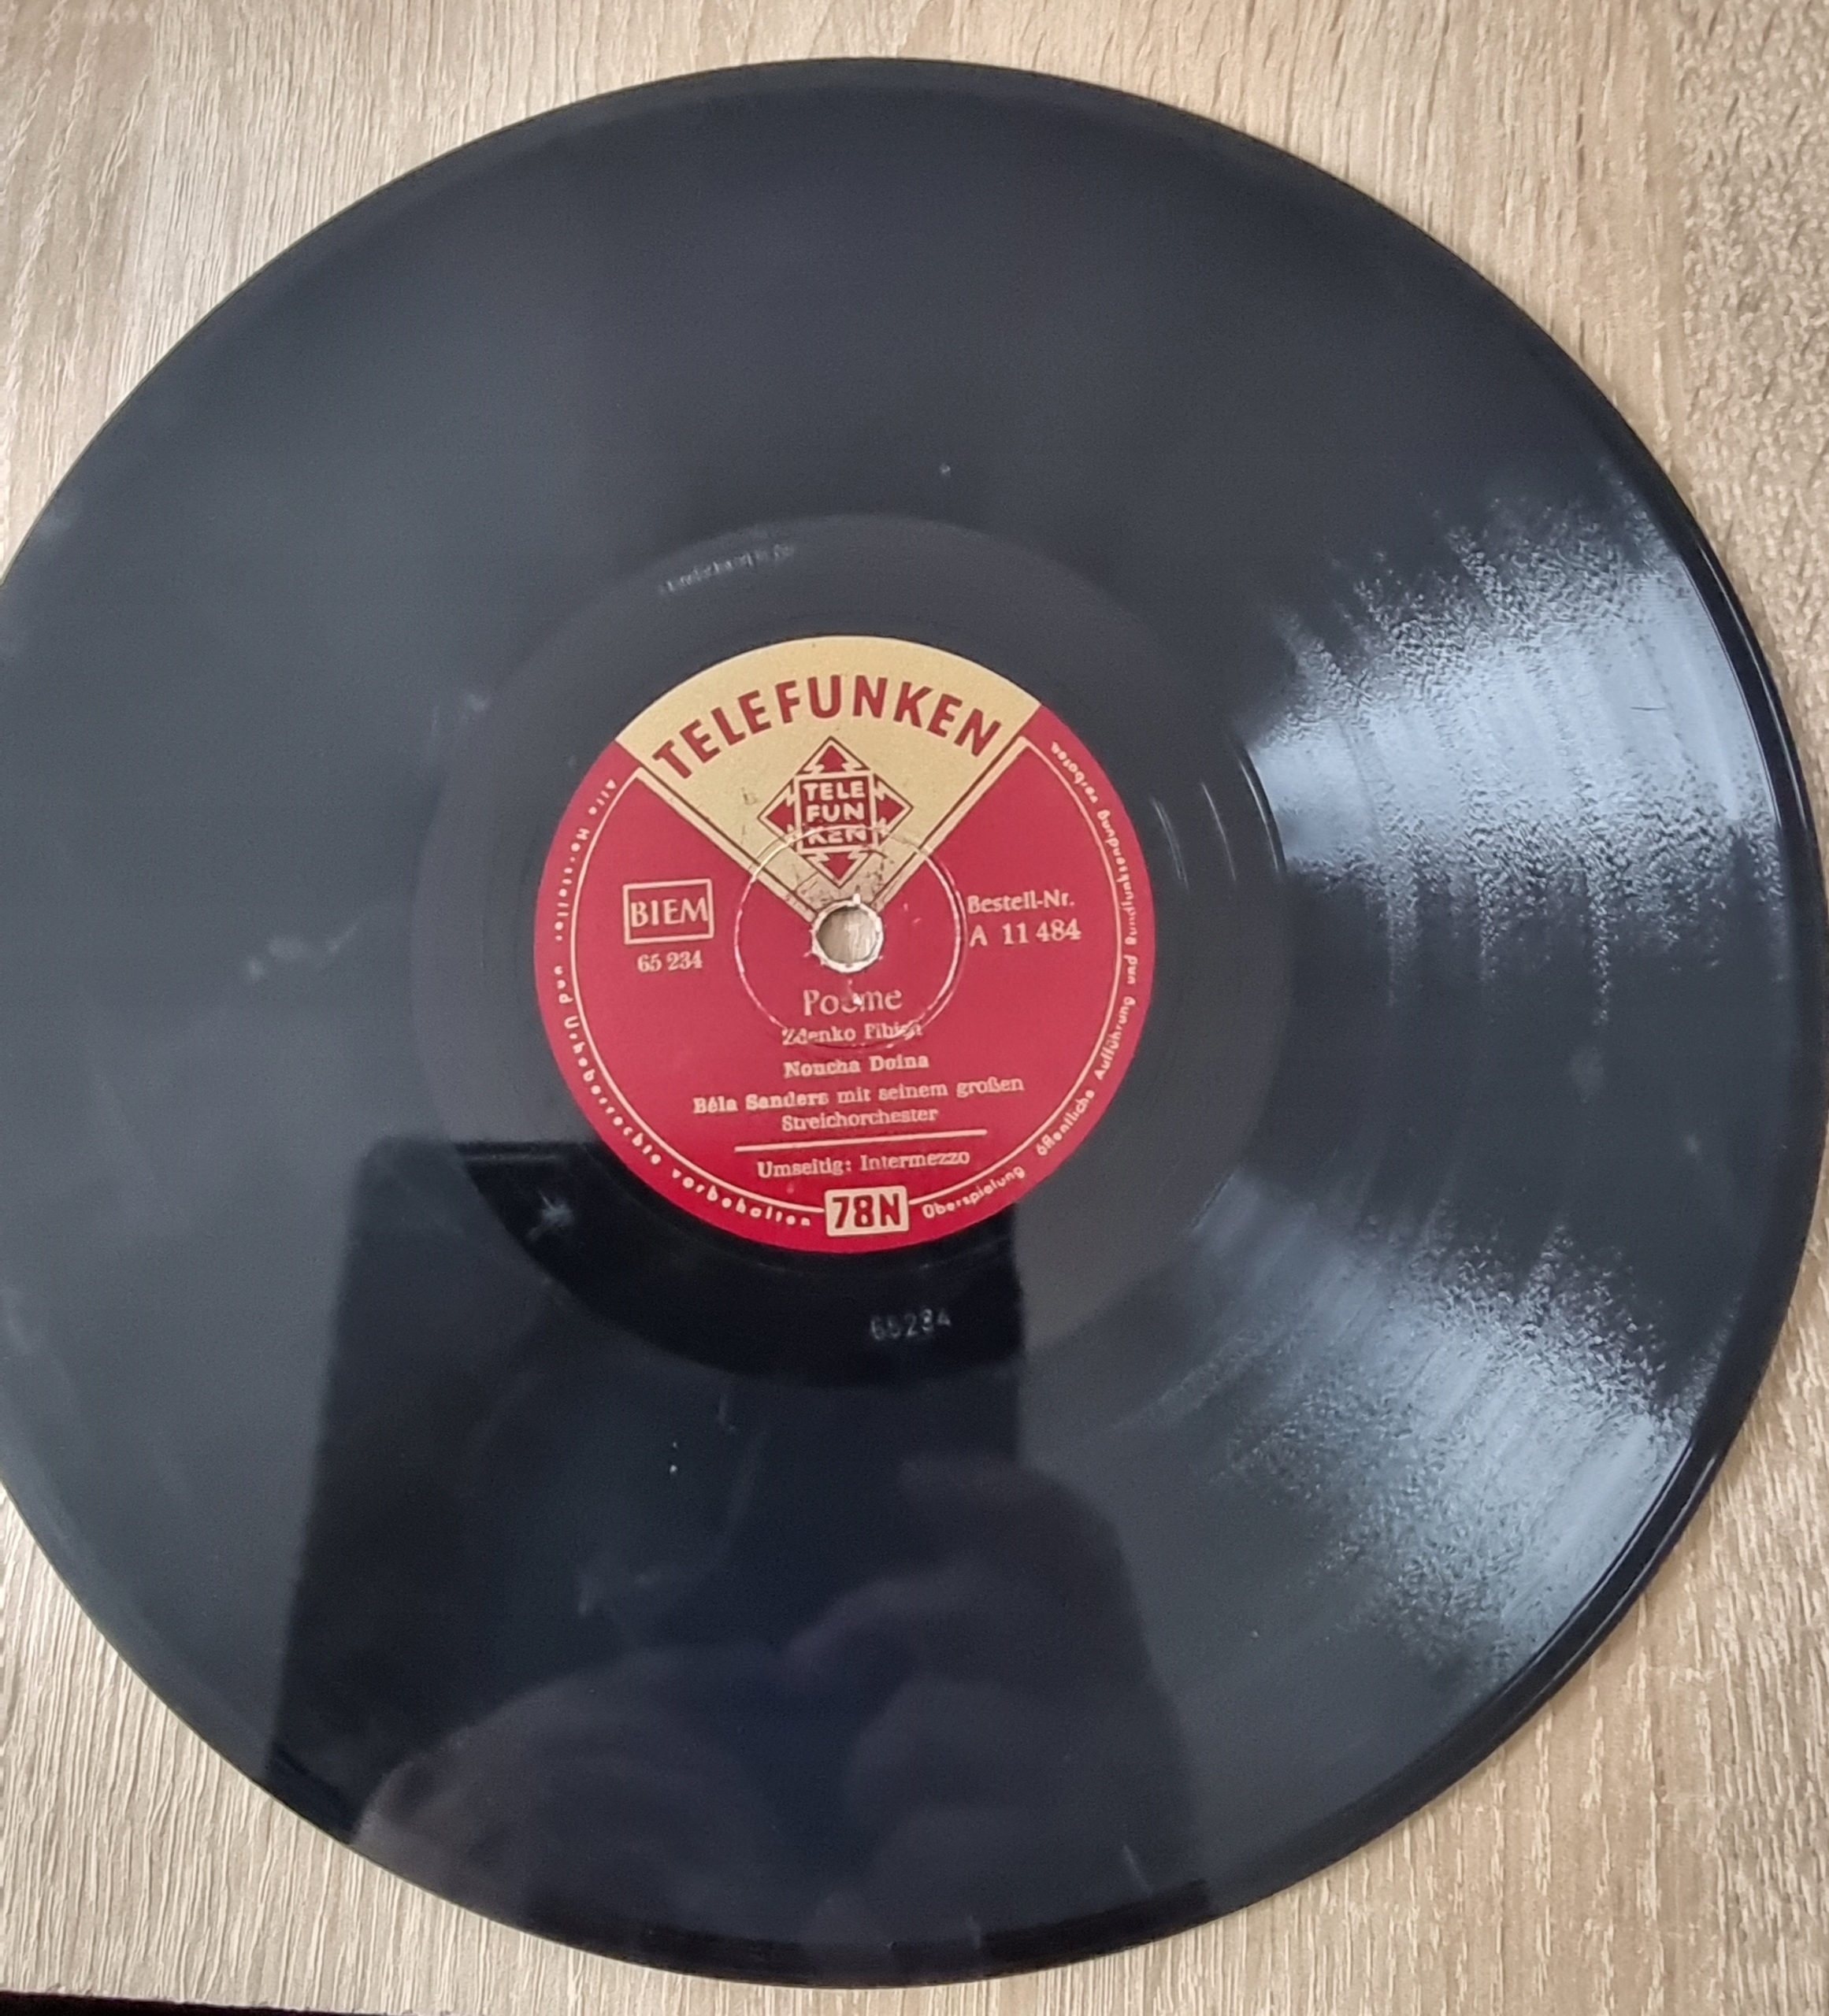 TELEFUNKEN
TELE
FUN
KEN
BIEM
65 234
Bestell-Nr.
A 11 484
Poème
Zdenko Fibich
Noucha Doina
Béla Sanders mit seinem großen
Streichorchester
Umseitig: Intermezzo
78N
Alle Hersteller- und Urheberrechte vorbehalten
Überspielung öffentliche Aufführung und Rundfunksendung verboten
65234